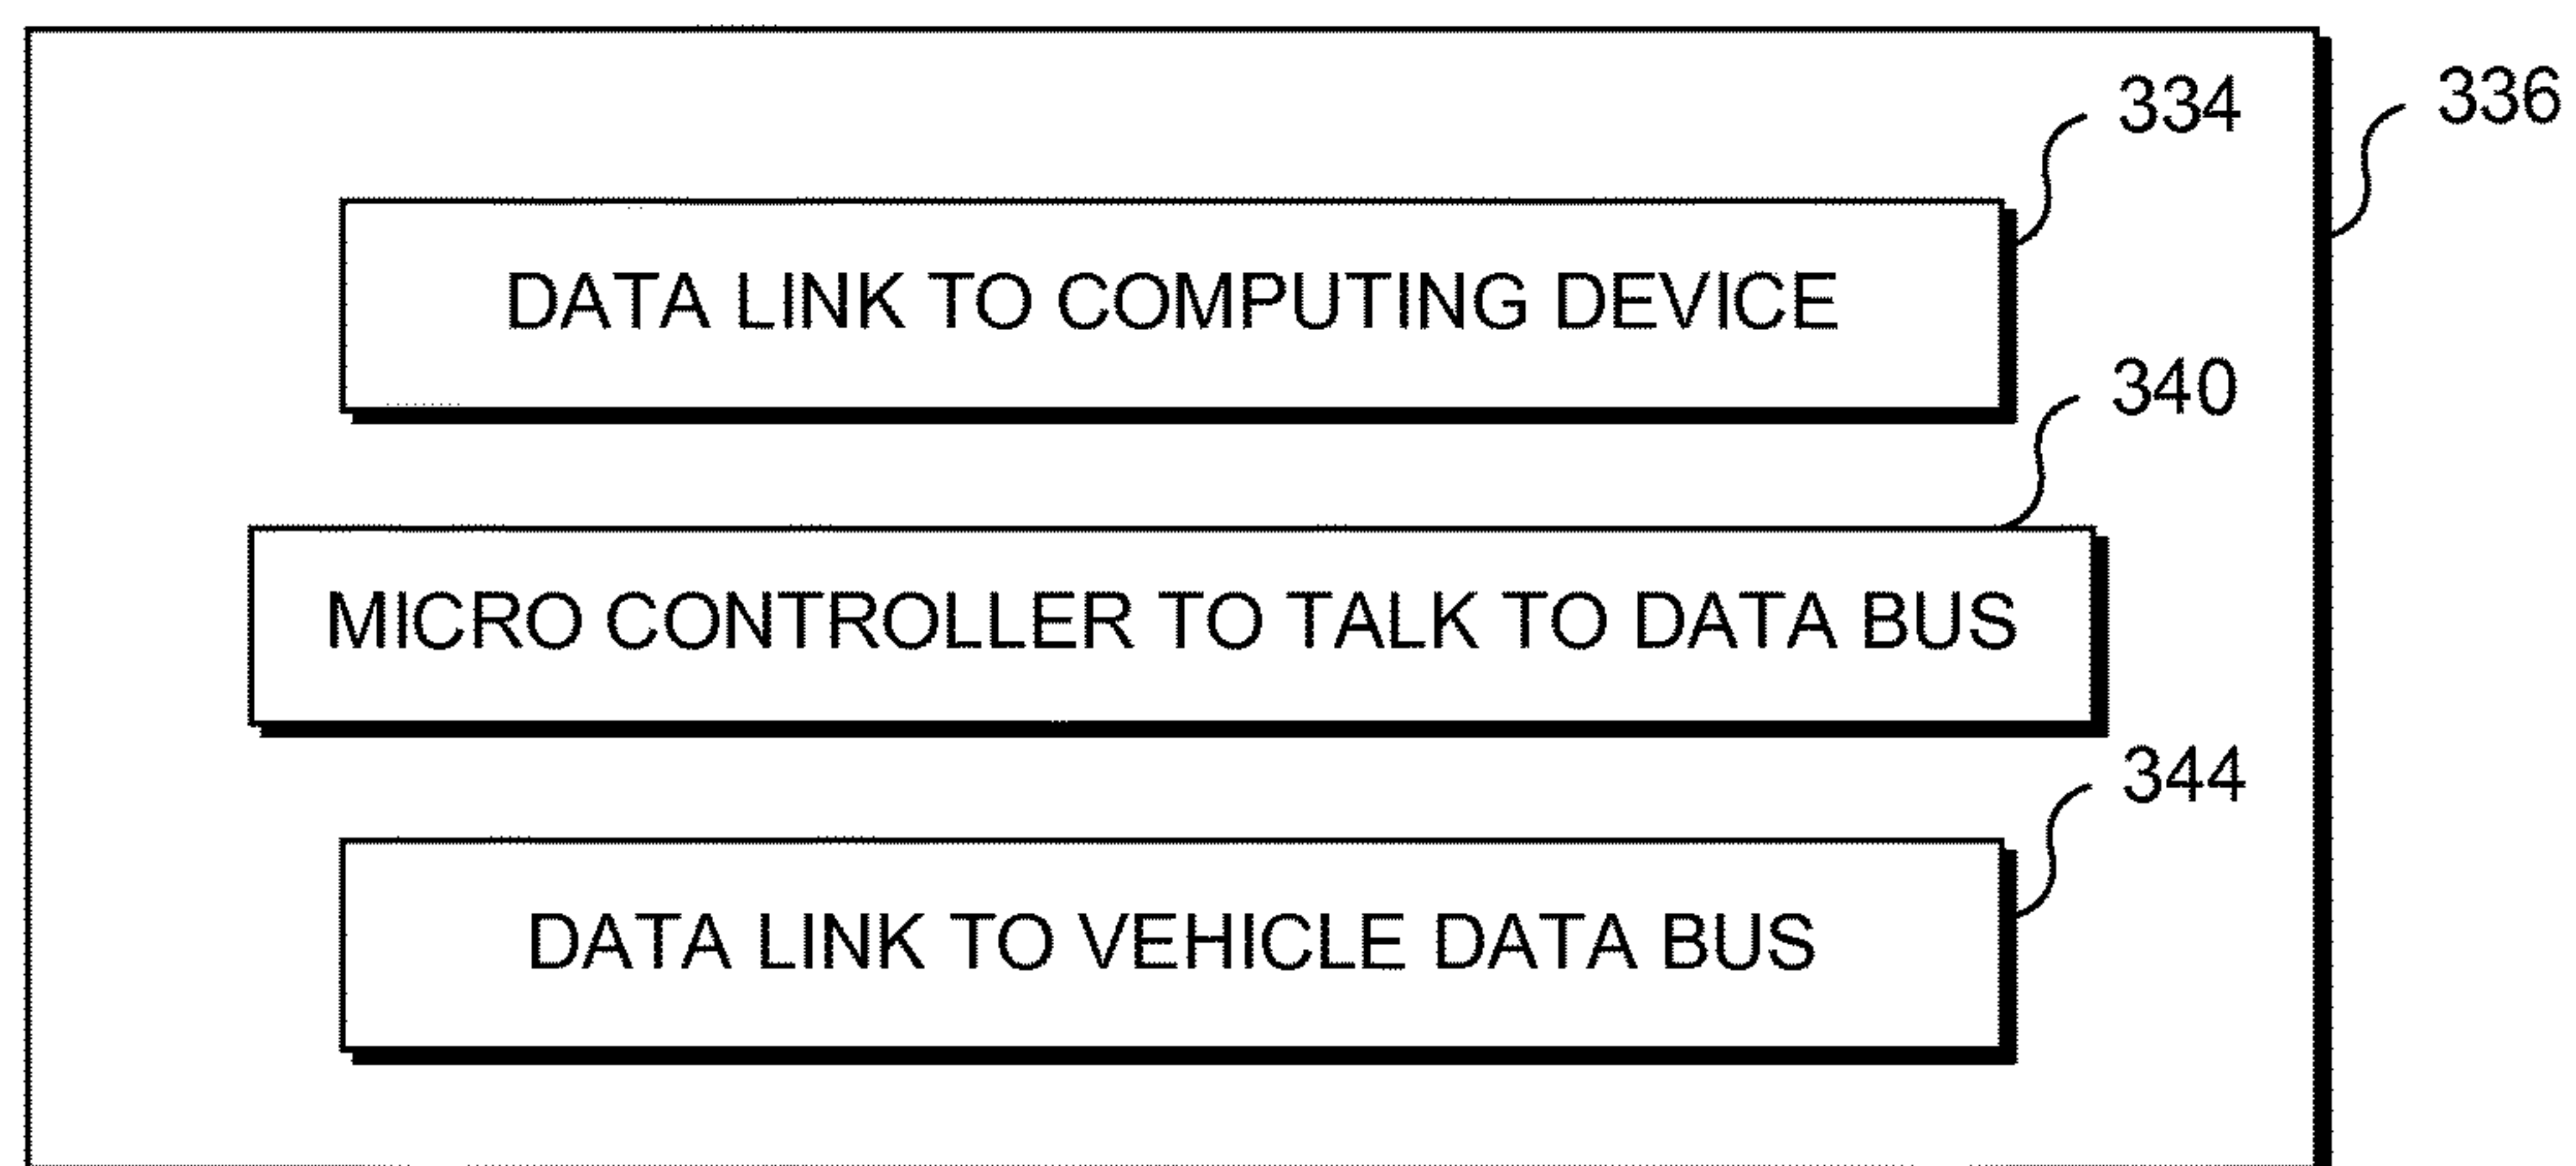 334
336
DATA LINK TO COMPUTING DEVICE
340
MICRO CONTROLLER TO TALK TO DATA BUS
344
DATA LINK TO VEHICLE DATA BUS